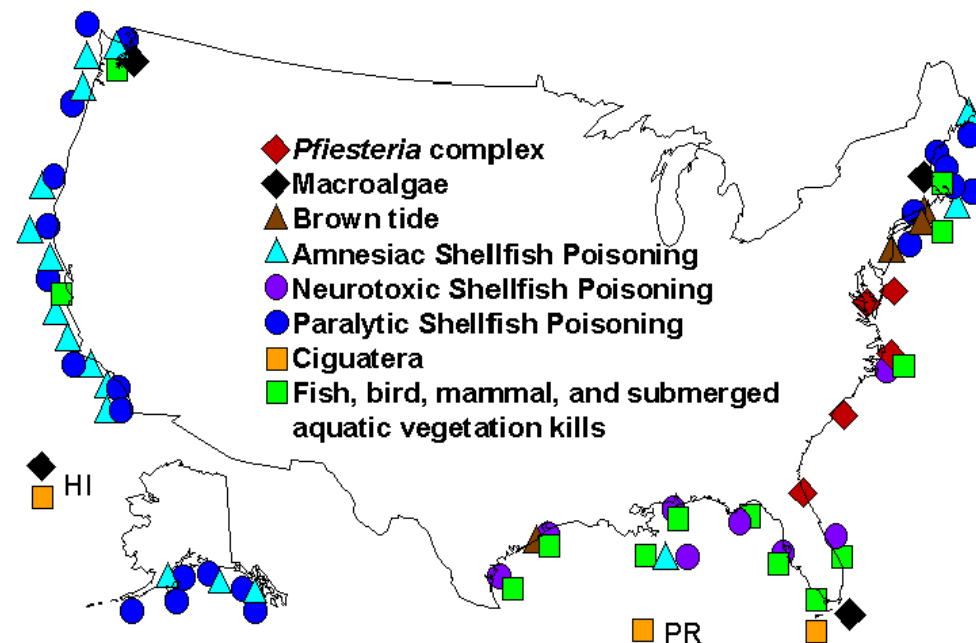 Pfiesteria complex
Macroalgae
Brown tide
Amnesiac Shellfish Poisoning
Neurotoxic Shellfish Poisoning
Paralytic Shellfish Poisoning
Ciguatera
Fish, bird, mammal, and submerged
aquatic vegetation kills
HI
PR